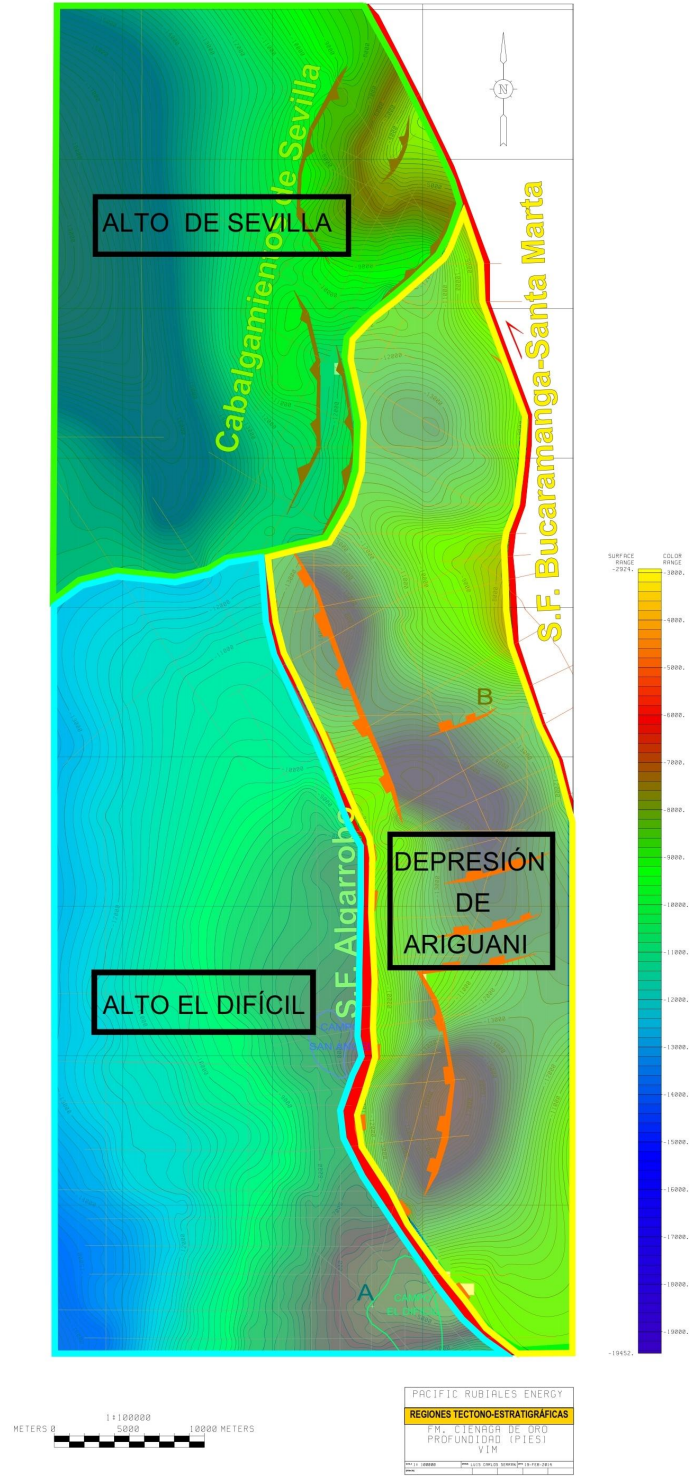 N
ALTO DE SEVILLA
Cabalgamientos de Sevilla
S.F. Bucaramanga-Santa Marta
SURFACE RANGE
COLOR RANGE
-2924.
-3000.
-4000.
-5000.
-6000.
-7000.
-8000.
-9000.
-10000.
-11000.
-12000.
-13000.
-14000.
-15000.
-16000.
-17000.
-18000.
-19000.
-19452.
B
S.F. Algarrobo
DEPRESIÓN
DE
ARIGUANI
ALTO EL DIFÍCIL
CAMPO
A
CAMPO
1:100000
METERS 0 5000 10000 METERS
PACIFIC RUBIALES ENERGY
REGIONES TECTONO-ESTRATIGRÁFICAS
FM. CIENAGA DE ORO
PROFUNDIDAD (PIES)
VIM